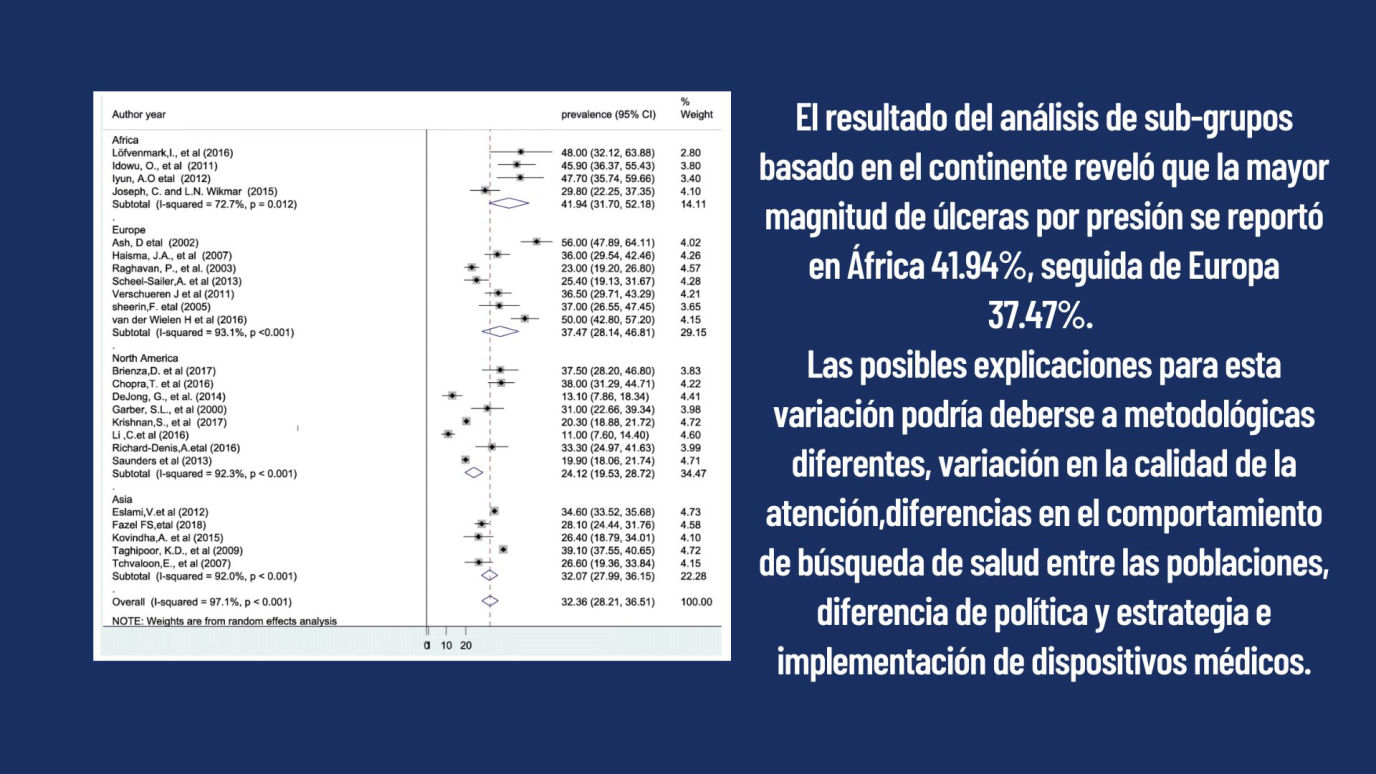 Author year prevalence (95% CI) % Weight
Africa
Löfvenmark,I., et al (2016) 48.00 (32.12, 63.88) 2.80
Idowu, O., et al (2011) 45.90 (36.37, 55.43) 3.80
Iyun, A.O etal (2012) 47.70 (35.74, 59.66) 3.40
Joseph, C. and L.N. Wikmar (2015) 29.80 (22.25, 37.35) 4.10
Subtotal (I-squared = 72.7%, p = 0.012) 41.94 (31.70, 52.18) 14.11
.
Europe
Ash, D etal (2002) 56.00 (47.89, 64.11) 4.02
Haisma, J.A., et al (2007) 36.00 (29.54, 42.46) 4.26
Raghavan, P., et al. (2003) 23.00 (19.20, 26.80) 4.57
Scheel-Sailer,A. et al (2013) 25.40 (19.13, 31.67) 4.28
Verschueren J et al (2011) 36.50 (29.71, 43.29) 4.21
sheerin,F. etal (2005) 37.00 (26.55, 47.45) 3.65
van der Wielen H et al (2016) 50.00 (42.80, 57.20) 4.15
Subtotal (I-squared = 93.1%, p <0.001) 37.47 (28.14, 46.81) 29.15
.
North America
Brienza,D. et al (2017) 37.50 (28.20, 46.80) 3.83
Chopra,T. et al (2016) 38.00 (31.29, 44.71) 4.22
DeJong, G., et al. (2014) 13.10 (7.86, 18.34) 4.41
Garber, S.L., et al (2000) 31.00 (22.66, 39.34) 3.98
Krishnan,S., et al (2017) 20.30 (18.88, 21.72) 4.72
Li ,C.et al (2016) 11.00 (7.60, 14.40) 4.60
Richard-Denis,A.etal (2016) 33.30 (24.97, 41.63) 3.99
Saunders et al (2013) 19.90 (18.06, 21.74) 4.71
Subtotal (I-squared = 92.3%, p < 0.001) 24.12 (19.53, 28.72) 34.47
.
Asia
Eslami,V.et al (2012) 34.60 (33.52, 35.68) 4.73
Fazel FS,etal (2018) 28.10 (24.44, 31.76) 4.58
Kovindha, A. et al (2015) 26.40 (18.79, 34.01) 4.10
Taghipoor, K.D., et al (2009) 39.10 (37.55, 40.65) 4.72
Tchvaloon,E., et al (2007) 26.60 (19.36, 33.84) 4.15
Subtotal (I-squared = 92.0%, p < 0.001) 32.07 (27.99, 36.15) 22.28
.
Overall (I-squared = 97.1%, p < 0.001) 32.36 (28.21, 36.51) 100.00
NOTE: Weights are from random effects analysis
10 20
El resultado del análisis de sub-grupos
basado en el continente reveló que la mayor
magnitud de úlceras por presión se reportó
en África 41.94%, seguida de Europa
37.47%.
Las posibles explicaciones para esta
variación podría deberse a metodológicas
diferentes, variación en la calidad de la
atención,diferencias en el comportamiento
de búsqueda de salud entre las poblaciones,
diferencia de política y estrategia e
implementación de dispositivos médicos.